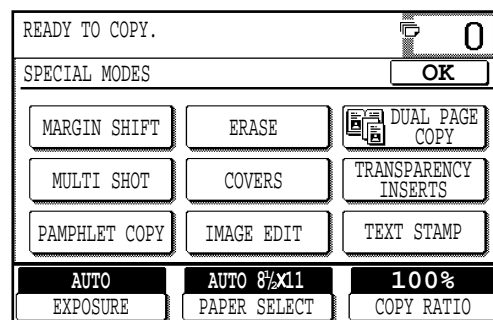 READY TO COPY.
0
SPECIAL MODES
OK
MARGIN SHIFT
ERASE
DUAL PAGE
COPY
MULTI SHOT
COVERS
TRANSPARENCY
INSERTS
PAMPHLET COPY
IMAGE EDIT
TEXT STAMP
AUTO
AUTO 8½X11
100%
EXPOSURE
PAPER SELECT
COPY RATIO